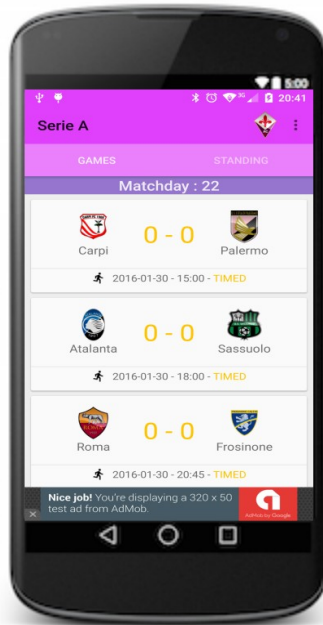 5:00
3G 20:41
Serie A
GAMES STANDING
Matchday : 22
0 - 0
Carpi Palermo
2016-01-30 - 15:00 - TIMED
0 - 0
Atalanta Sassuolo
2016-01-30 - 18:00 - TIMED
ROMA
0 - 0
Roma Frosinone
2016-01-30 - 20:45 - TIMED
Nice job! You're displaying a 320 x 50
test ad from AdMob.
AdMob by Google